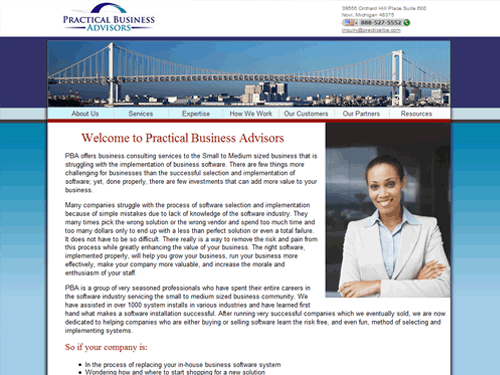 PRACTICAL BUSINESS
ADVISORS
39555 Orchard Hill Place Suite 600
Novi, Michigan 48375
888-527-5552
About Us
Services
Expertise
How We Work
Our Customers
Our Partners
Resources
Welcome to Practical Business Advisors
PBA offers business consulting services to the Small to Medium sized business that is
struggling with the implementation of business software. There are few things more
challenging for businesses than the successful selection and implementation of
software; yet, done properly, there are few investments that can add more value to your
business.
Many companies struggle with the process of software selection and implementation
because of simple mistakes due to lack of knowledge of the software industry. They
many times pick the wrong solution or the wrong vendor and spend too much time and
too many dollars only to end up with a less than perfect solution or even a total failure.
It does not have to be so difficult. There really is a way to remove the risk and pain from
this process while greatly enhancing the value of your business. The right software,
implemented properly, will help you grow your business, run your business more
effectively, make your company more valuable, and increase the morale and
enthusiasm of your staff.
PBA is a group of very seasoned professionals who have spent their entire careers in
the software industry servicing the small to medium sized business community. We
have assisted in over 1000 system installs in various industries and have learned first
hand what makes a software installation successful. After running very successful companies which we eventually sold, we are now
dedicated to helping companies who are either buying or selling software learn the risk free, and even fun, method of selecting and
implementing systems.
So if your company is:
In the process of replacing your in-house business software system
Wondering how and where to start shopping for a new solution